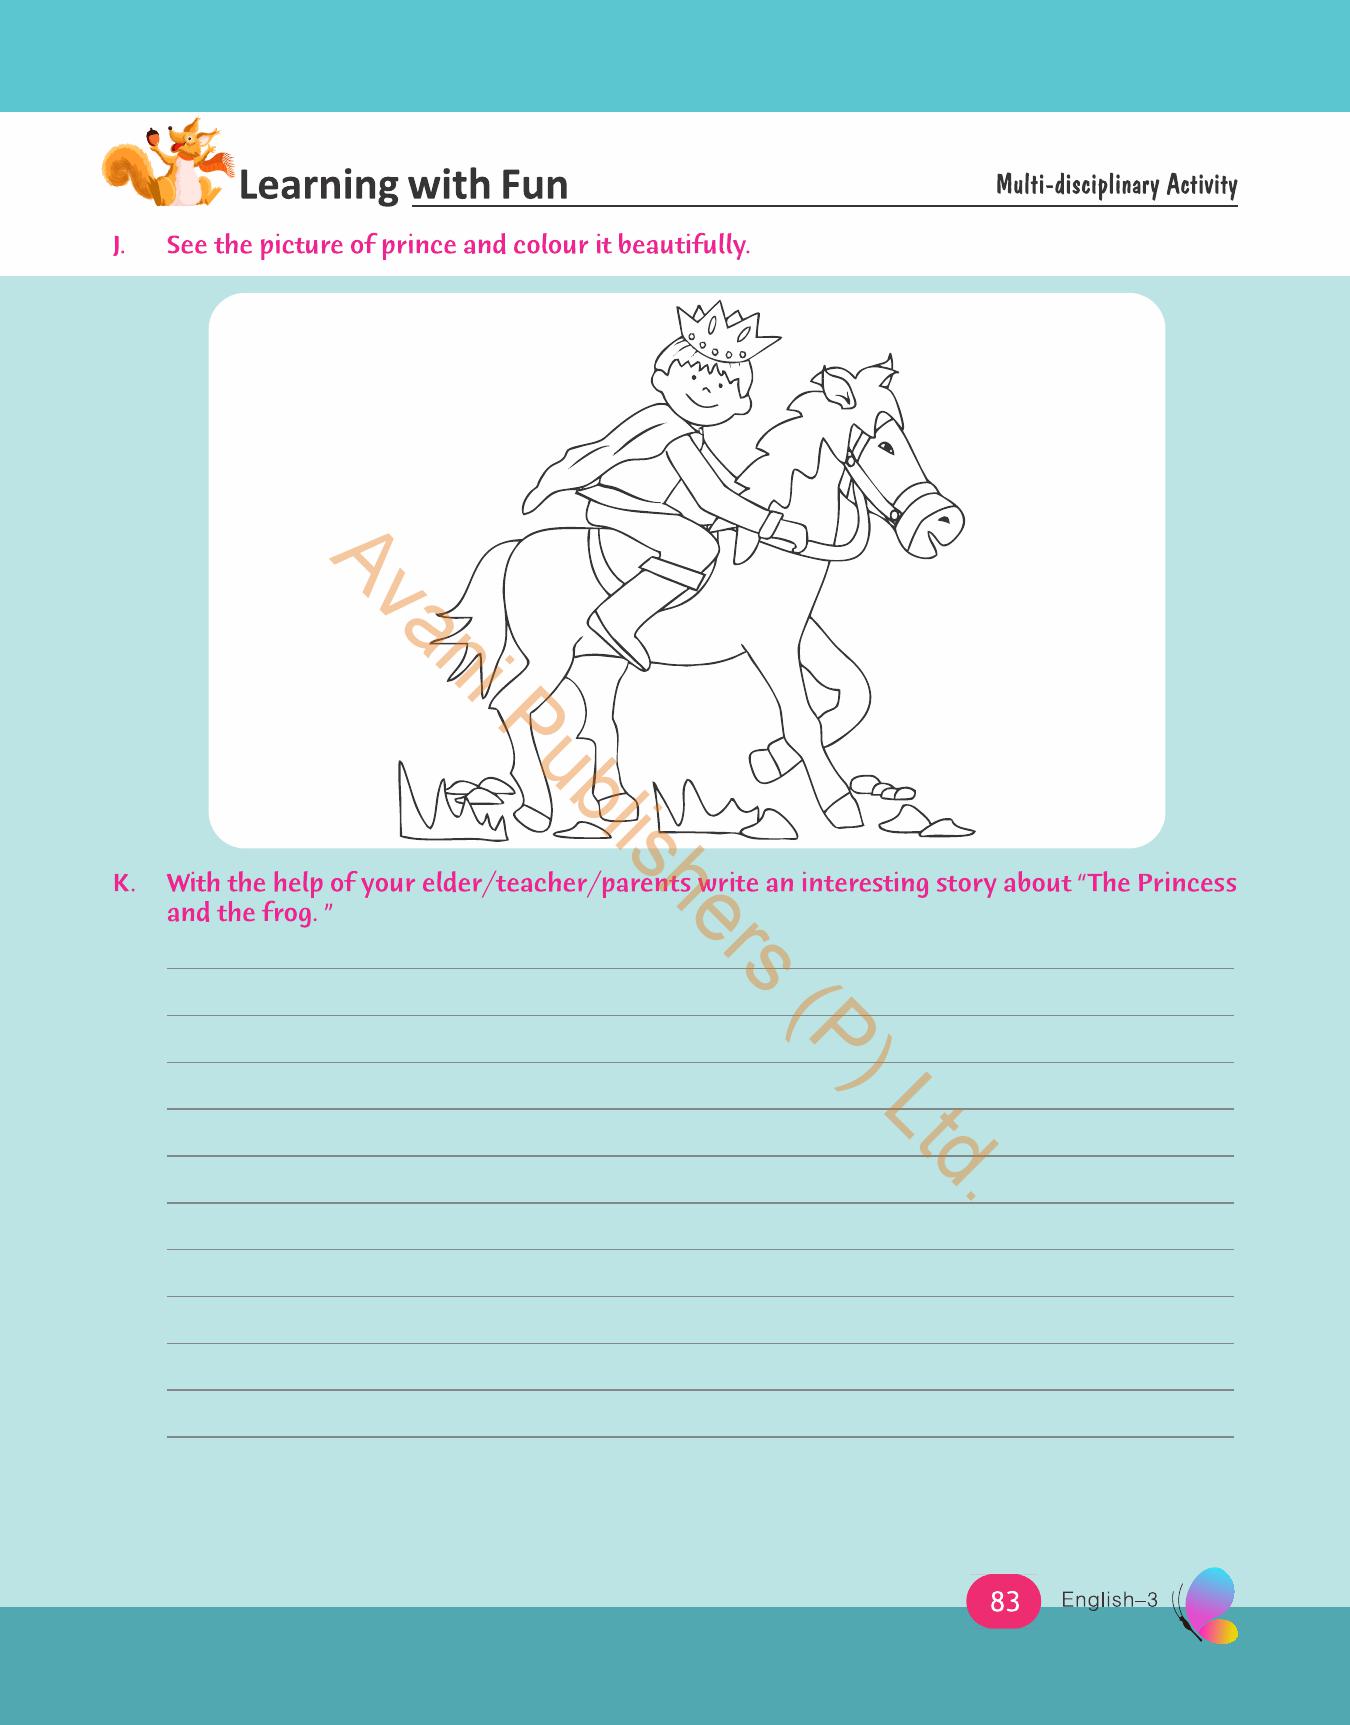 Learning with Fun
Multi-disciplinary Activity
J. See the picture of prince and colour it beautifully.
K. With the help of your elder/teacher/parents write an interesting story about “The Princess
and the frog. ”
Avani Publishers (P) Ltd.
83 English–3